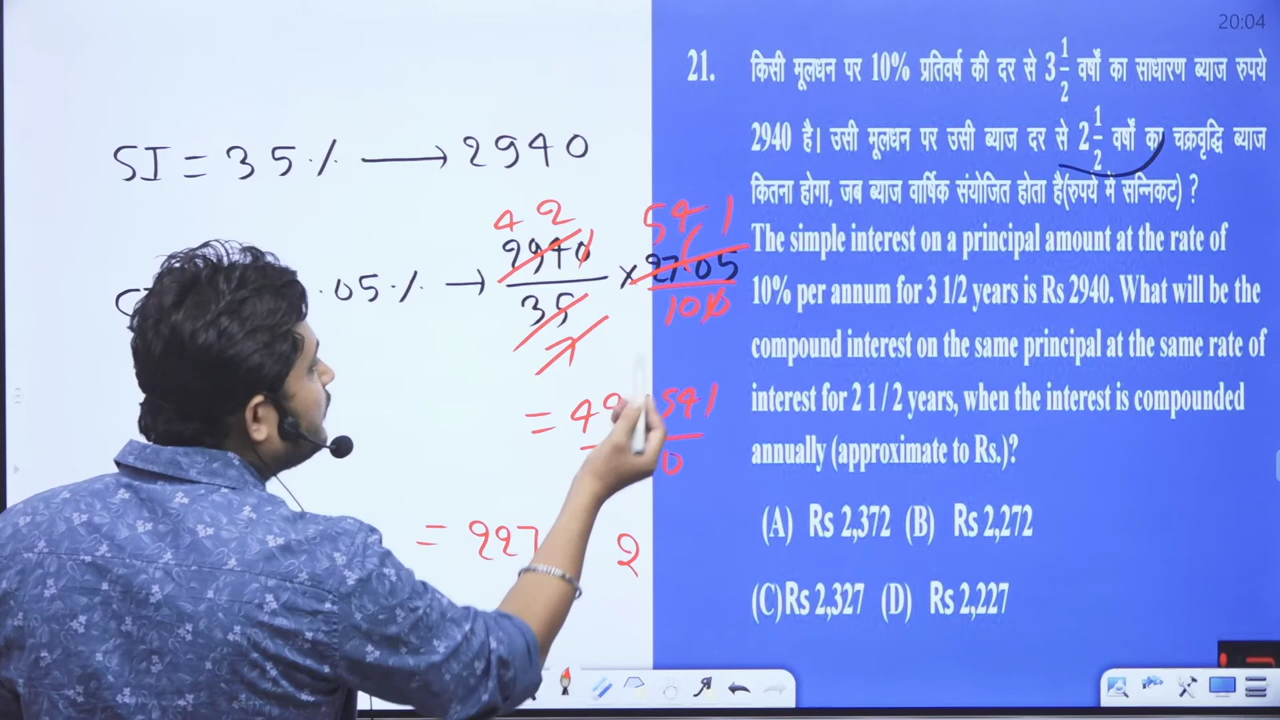 20:04
SI = 35% → 2940
.05% → 2940/35 × 27.05/100
42 541
7 10
= 42 541
0
= 227 2
21. किसी मूलधन पर 10% प्रतिवर्ष की दर से 3 1/2 वर्षों का साधारण ब्याज रुपये
2940 है। उसी मूलधन पर उसी ब्याज दर से 2 1/2 वर्षों का चक्रवृद्धि ब्याज
कितना होगा, जब ब्याज वार्षिक संयोजित होता है(रुपये में सन्निकट) ?
The simple interest on a principal amount at the rate of
10% per annum for 3 1/2 years is Rs 2940. What will be the
compound interest on the same principal at the same rate of
interest for 2 1 / 2 years, when the interest is compounded
annually (approximate to Rs.)?
(A) Rs 2,372 (B) Rs 2,272
(C) Rs 2,327 (D) Rs 2,227